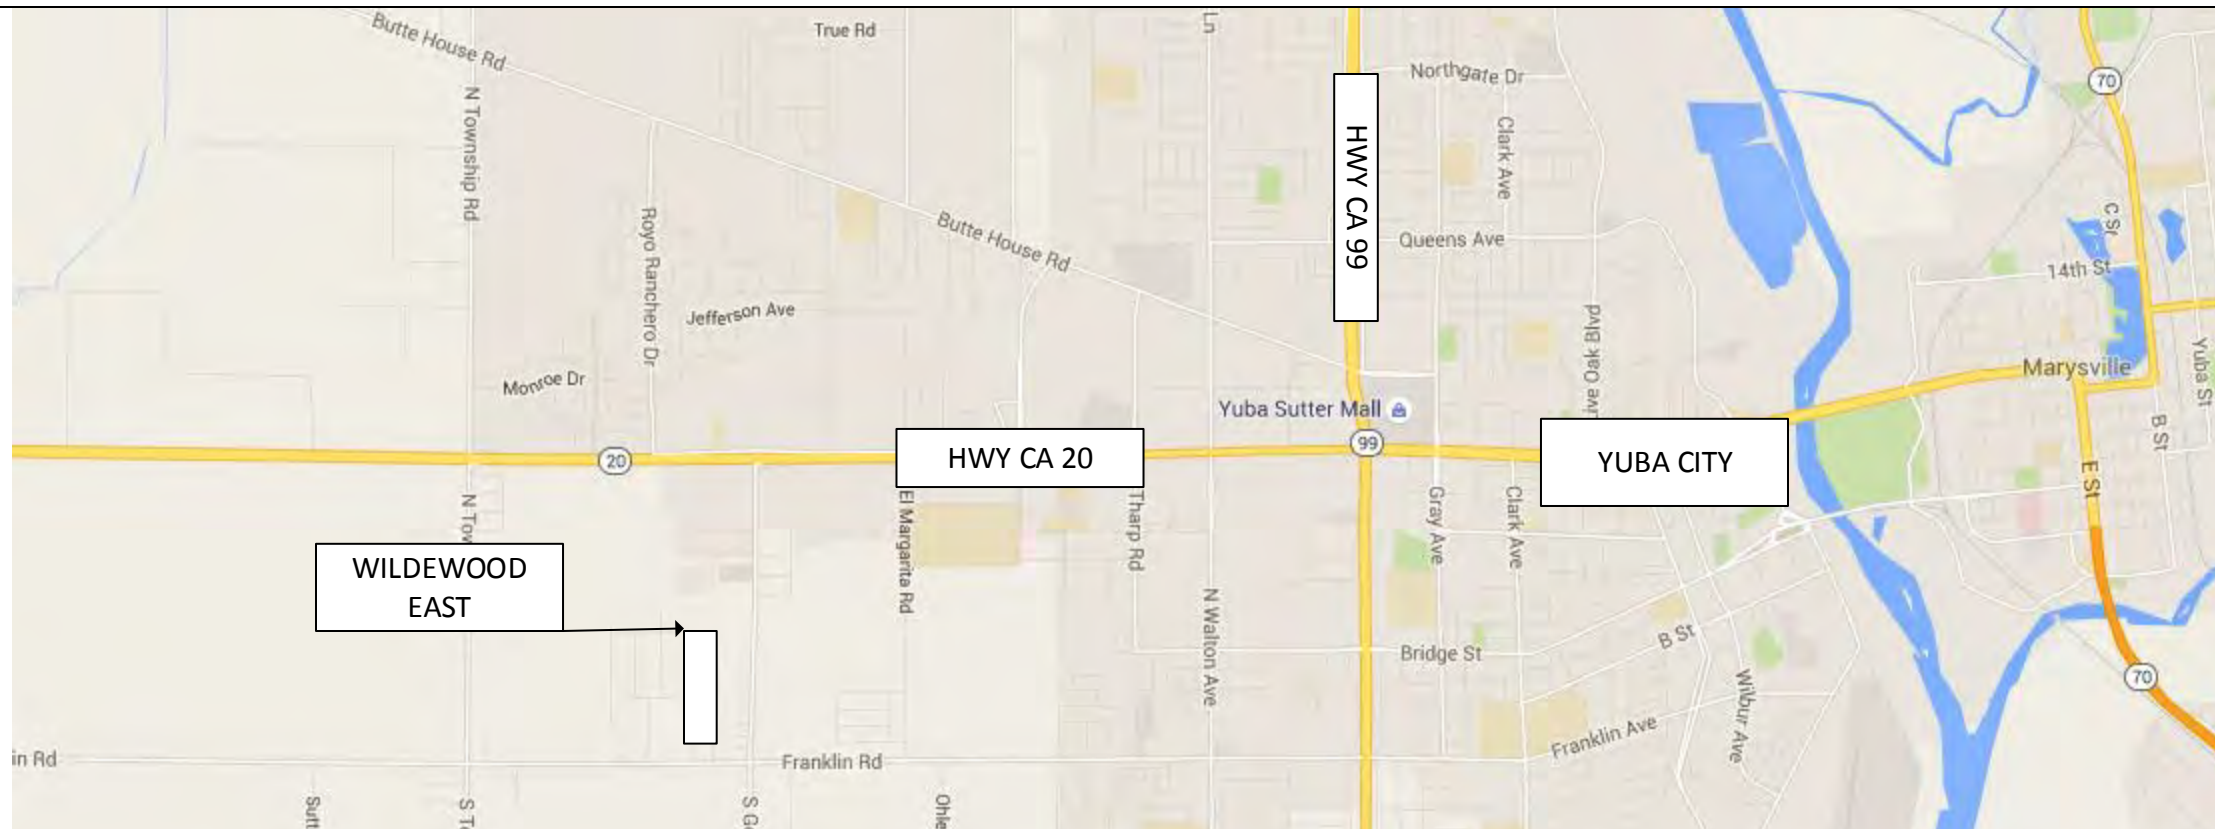 Butte House Rd
True Rd
Northgate Dr
70
N Township Rd
HWY CA 99
Clark Ave
Royo Ranchero Dr
Butte House Rd
Queens Ave
C St
14th St
Jefferson Ave
Monroe Dr
Marysville
Yuba St
Yuba Sutter Mall
B St
20
HWY CA 20
99
YUBA CITY
E St
El Margarita Rd
Tharp Rd
Gray Ave
Clark Ave
WILDEWOOD
EAST
N Walton Ave
Bridge St
B St
Wilbur Ave
70
in Rd
Franklin Rd
Franklin Ave